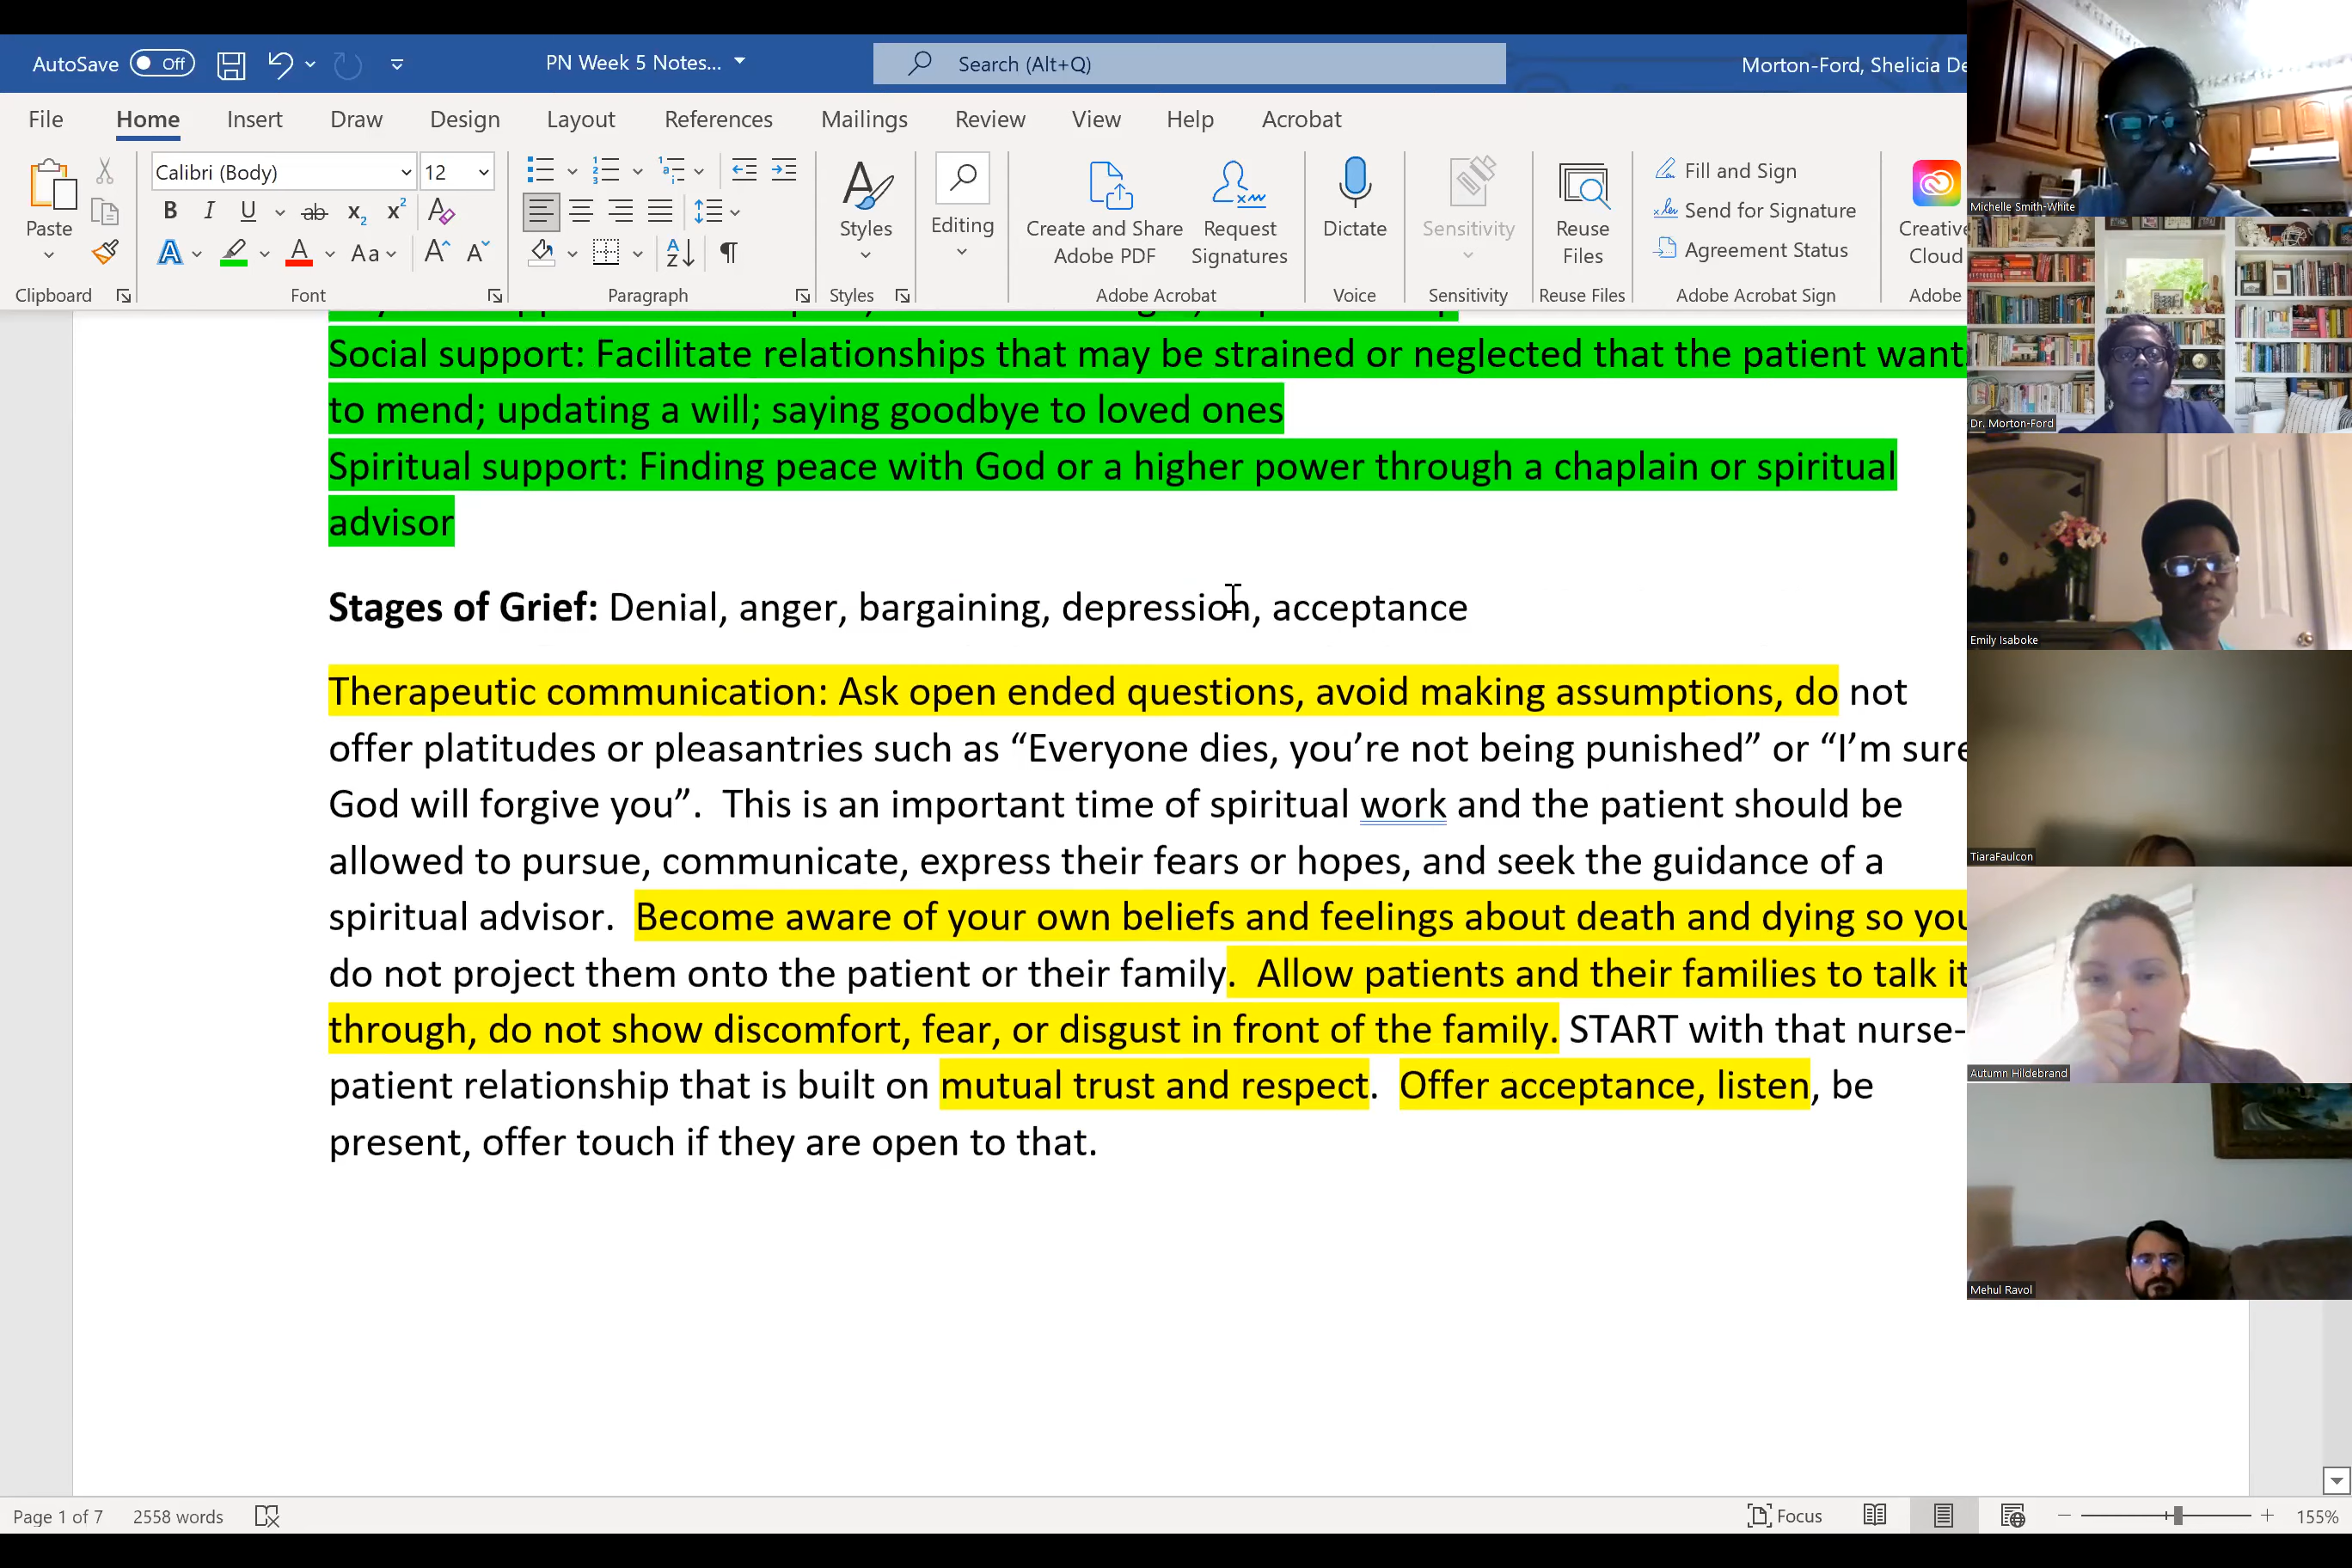 AutoSave Off PN Week 5 Notes... Search (Alt+Q) Morton-Ford, Shelicia De
File Home Insert Draw Design Layout References Mailings Review View Help Acrobat
Calibri (Body) 12
Paste
Styles
Editing
Create and Share
Adobe PDF
Request
Signatures
Dictate
Sensitivity
Reuse
Files
Fill and Sign
Send for Signature
Agreement Status
Creative
Cloud
Clipboard Font Paragraph Styles Adobe Acrobat Voice Sensitivity Reuse Files Adobe Acrobat Sign Adobe
Social support: Facilitate relationships that may be strained or neglected that the patient want
to mend; updating a will; saying goodbye to loved ones
Spiritual support: Finding peace with God or a higher power through a chaplain or spiritual
advisor
Stages of Grief: Denial, anger, bargaining, depression, acceptance
Therapeutic communication: Ask open ended questions, avoid making assumptions, do not
offer platitudes or pleasantries such as “Everyone dies, you’re not being punished” or “I’m sure
God will forgive you”.  This is an important time of spiritual work and the patient should be
allowed to pursue, communicate, express their fears or hopes, and seek the guidance of a
spiritual advisor.  Become aware of your own beliefs and feelings about death and dying so you
do not project them onto the patient or their family.  Allow patients and their families to talk it
through, do not show discomfort, fear, or disgust in front of the family. START with that nurse-
patient relationship that is built on mutual trust and respect.  Offer acceptance, listen, be
present, offer touch if they are open to that.
Michelle Smith-White
Dr. Morton-Ford
Emily Isaboke
TiaraFaulcon
Autumn Hildebrand
Mehul Ravol
Page 1 of 7 2558 words Focus 155%